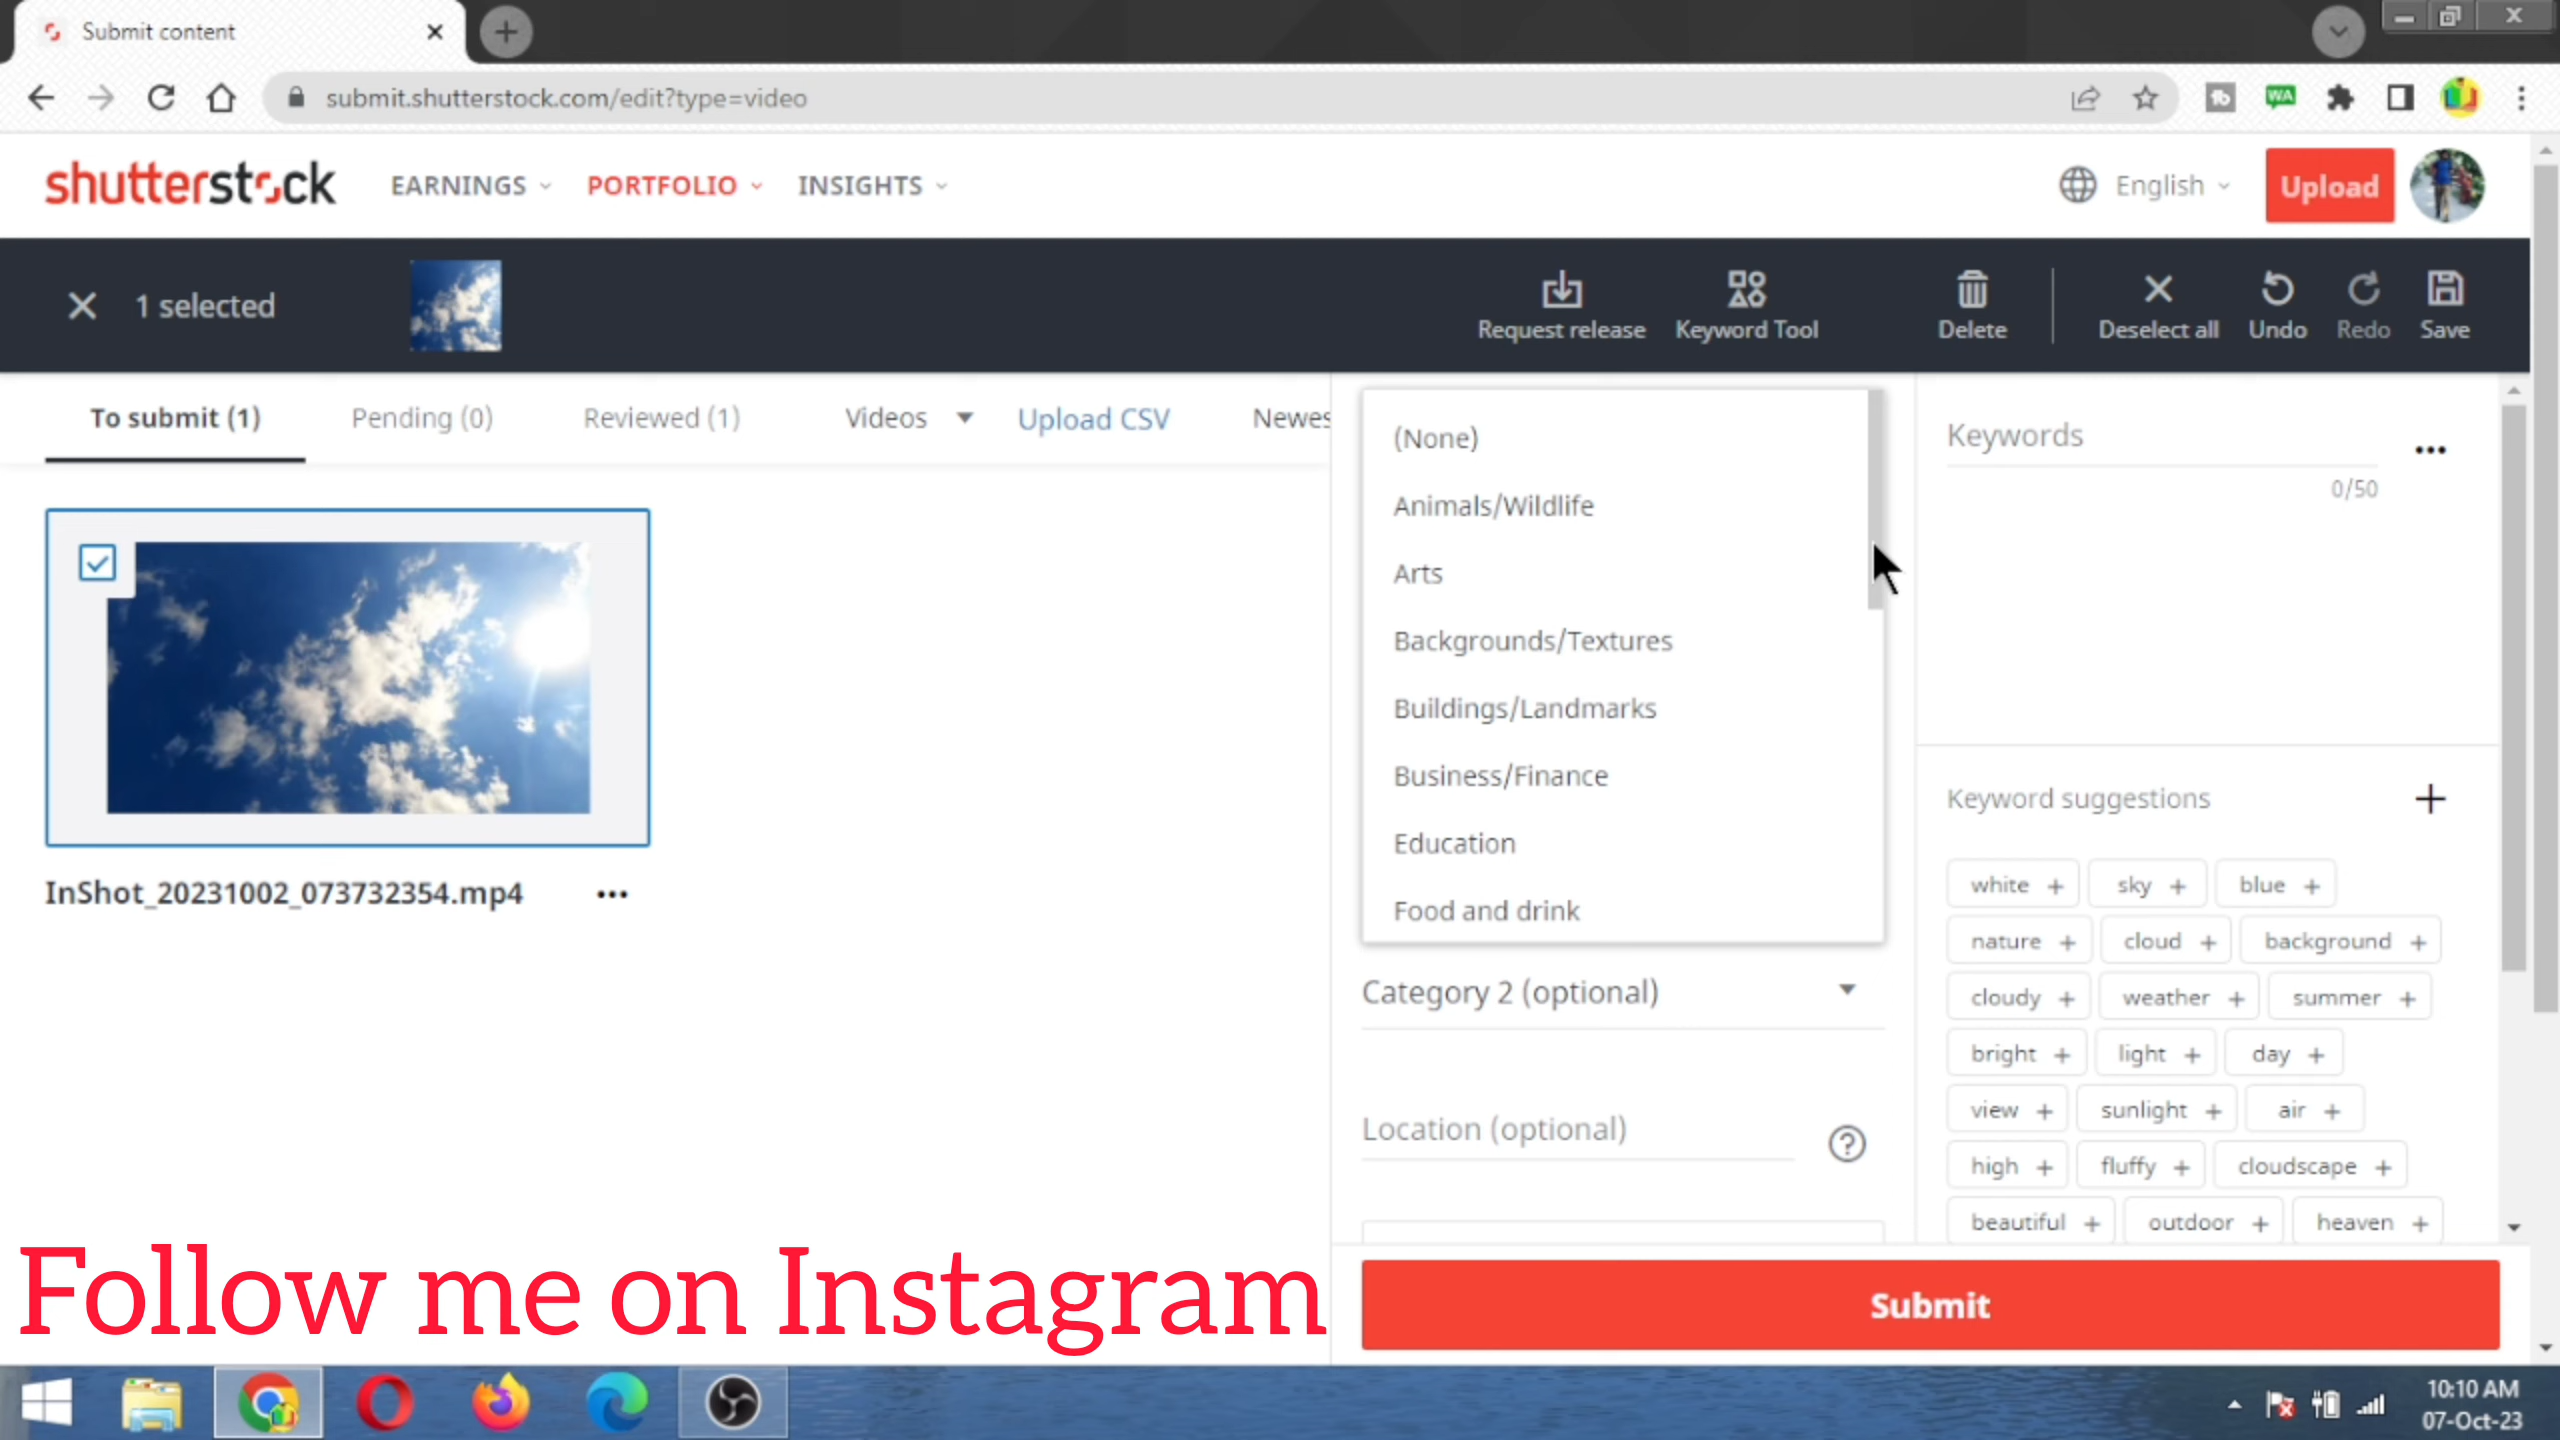 Submit content
submit.shutterstock.com/edit?type=video
WA
shutterstock
EARNINGS
PORTFOLIO
INSIGHTS
English
Upload
1 selected
Request release
Keyword Tool
Delete
Deselect all
Undo
Redo
Save
To submit (1)
Pending (0)
Reviewed (1)
Videos
Upload CSV
Newes
InShot_20231002_073732354.mp4
(None)
Animals/Wildlife
Arts
Backgrounds/Textures
Buildings/Landmarks
Business/Finance
Education
Food and drink
Category 2 (optional)
Location (optional)
Keywords
0/50
Keyword suggestions
white + sky + blue +
nature + cloud + background +
cloudy + weather + summer +
bright + light + day +
view + sunlight + air +
high + fluffy + cloudscape +
beautiful + outdoor + heaven +
Submit
Follow me on Instagram
10:10 AM
07-Oct-23